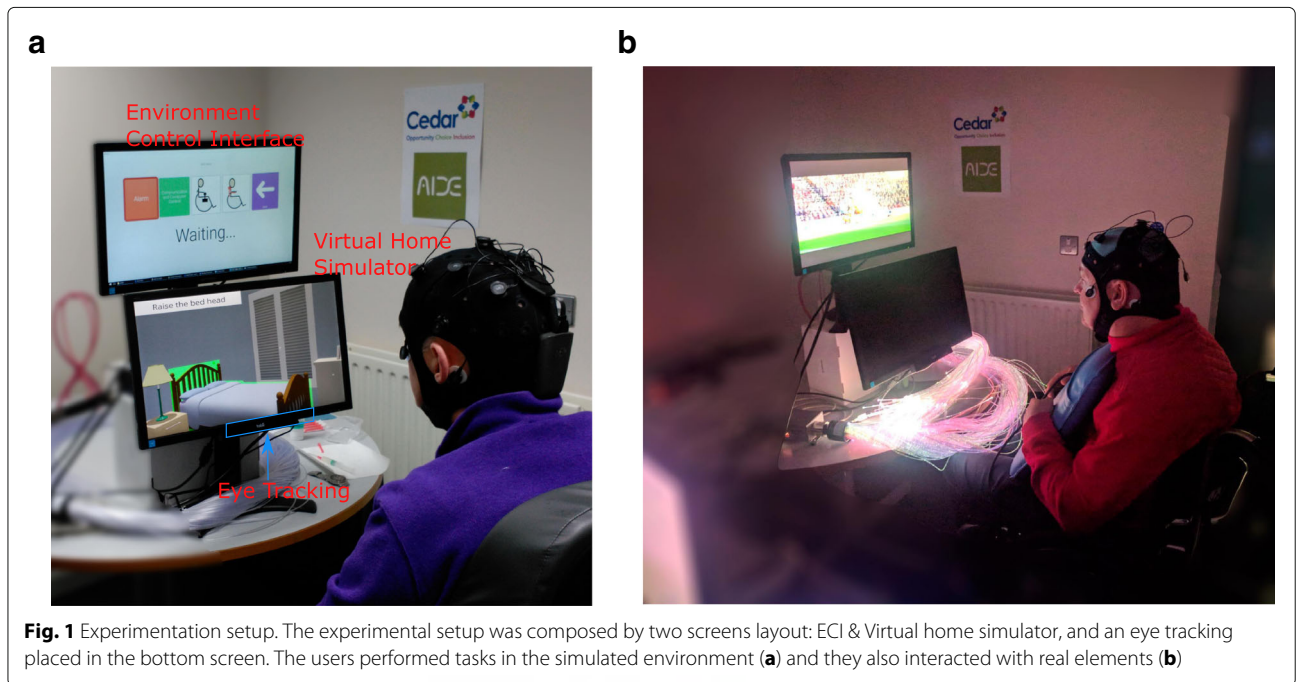 a
b
Environment
Control Interface
Cedar
Opportunity Choice Inclusion
AIDE
Alarm
Waiting...
Virtual Home
Simulator
Raise the bed head
Eye Tracking
Cedar
Opportunity Choice Inclusion
AIDE
Fig. 1 Experimentation setup. The experimental setup was composed by two screens layout: ECI & Virtual home simulator, and an eye tracking
placed in the bottom screen. The users performed tasks in the simulated environment (a) and they also interacted with real elements (b)